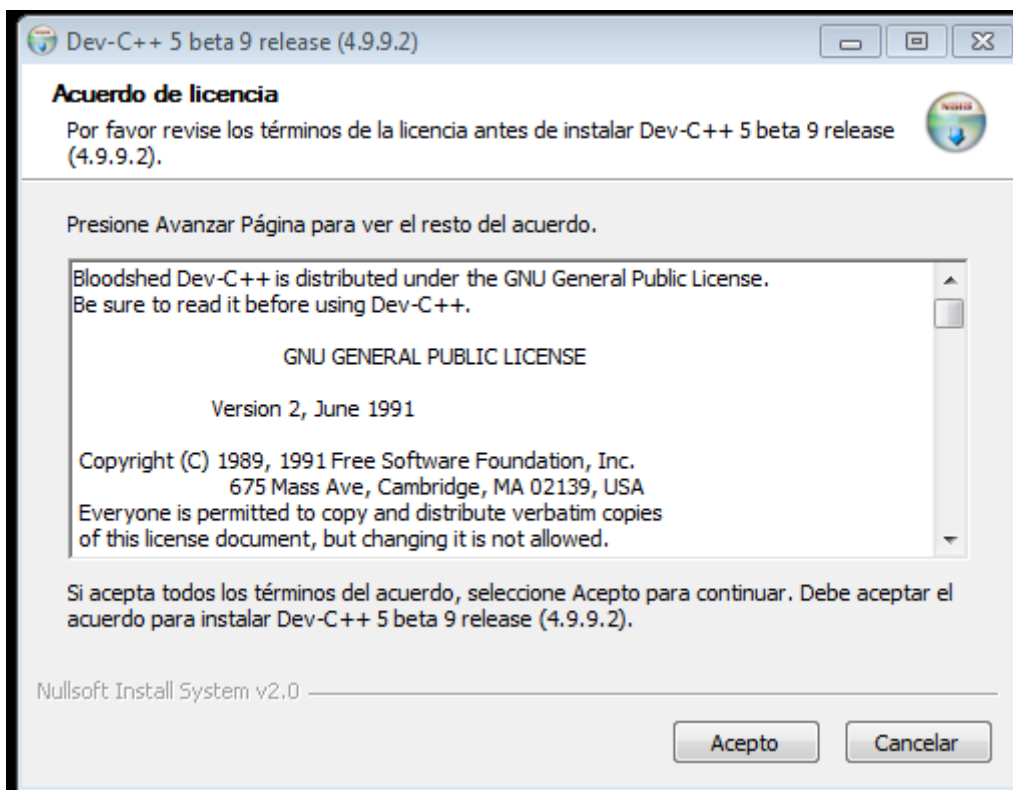 Dev-C++ 5 beta 9 release (4.9.9.2)
Acuerdo de licencia
Por favor revise los términos de la licencia antes de instalar Dev-C++ 5 beta 9 release
(4.9.9.2).
Presione Avanzar Página para ver el resto del acuerdo.
Bloodshed Dev-C++ is distributed under the GNU General Public License.
Be sure to read it before using Dev-C++.
GNU GENERAL PUBLIC LICENSE
Version 2, June 1991
Copyright (C) 1989, 1991 Free Software Foundation, Inc.
675 Mass Ave, Cambridge, MA 02139, USA
Everyone is permitted to copy and distribute verbatim copies
of this license document, but changing it is not allowed.
Si acepta todos los términos del acuerdo, seleccione Acepto para continuar. Debe aceptar el
acuerdo para instalar Dev-C++ 5 beta 9 release (4.9.9.2).
Nullsoft Install System v2.0
Acepto
Cancelar